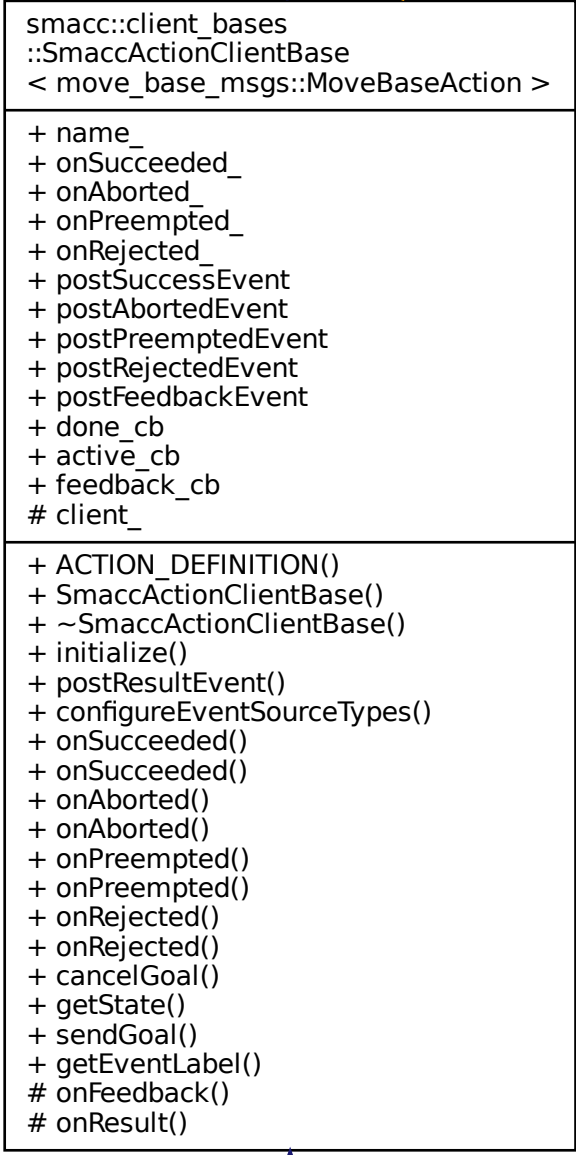 smacc::client_bases
::SmaccActionClientBase
< move_base_msgs::MoveBaseAction >
+ name_
+ onSucceeded_
+ onAborted_
+ onPreempted_
+ onRejected_
+ postSuccessEvent
+ postAbortedEvent
+ postPreemptedEvent
+ postRejectedEvent
+ postFeedbackEvent
+ done_cb
+ active_cb
+ feedback_cb
# client_
+ ACTION_DEFINITION()
+ SmaccActionClientBase()
+ ~SmaccActionClientBase()
+ initialize()
+ postResultEvent()
+ configureEventSourceTypes()
+ onSucceeded()
+ onSucceeded()
+ onAborted()
+ onAborted()
+ onPreempted()
+ onPreempted()
+ onRejected()
+ onRejected()
+ cancelGoal()
+ getState()
+ sendGoal()
+ getEventLabel()
# onFeedback()
# onResult()